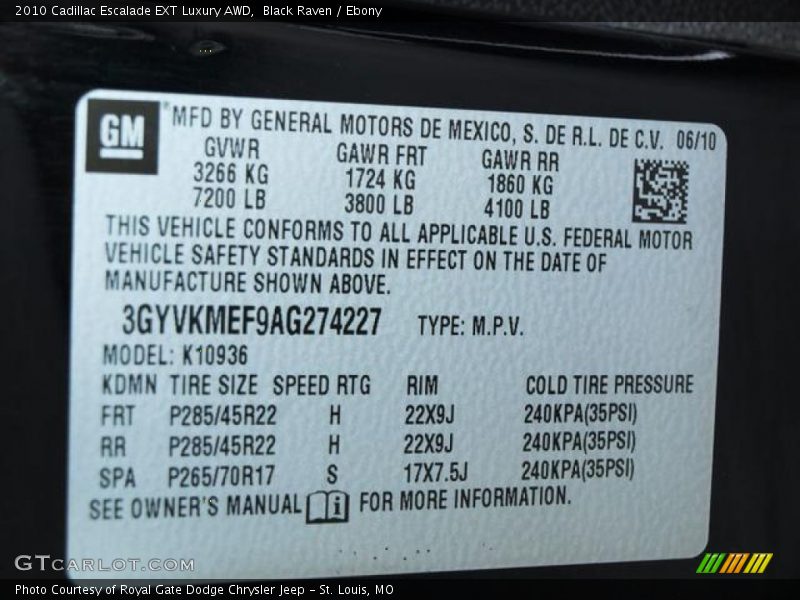 2010 Cadillac Escalade EXT Luxury AWD, Black Raven / Ebony
GM
MFD BY GENERAL MOTORS DE MEXICO, S. DE R.L. DE C.V. 06/10
GVWR GAWR FRT GAWR RR
3266 KG 1724 KG 1860 KG
7200 LB 3800 LB 4100 LB
THIS VEHICLE CONFORMS TO ALL APPLICABLE U.S. FEDERAL MOTOR
VEHICLE SAFETY STANDARDS IN EFFECT ON THE DATE OF
MANUFACTURE SHOWN ABOVE.
3GYVKMEF9AG274227 TYPE: M.P.V.
MODEL: K10936
KDMN TIRE SIZE SPEED RTG RIM COLD TIRE PRESSURE
FRT P285/45R22 H 22X9J 240KPA(35PSI)
RR P285/45R22 H 22X9J 240KPA(35PSI)
SPA P265/70R17 S 17X7.5J 240KPA(35PSI)
SEE OWNER'S MANUAL i FOR MORE INFORMATION.
GTCARLOT.COM
Photo Courtesy of Royal Gate Dodge Chrysler Jeep - St. Louis, MO